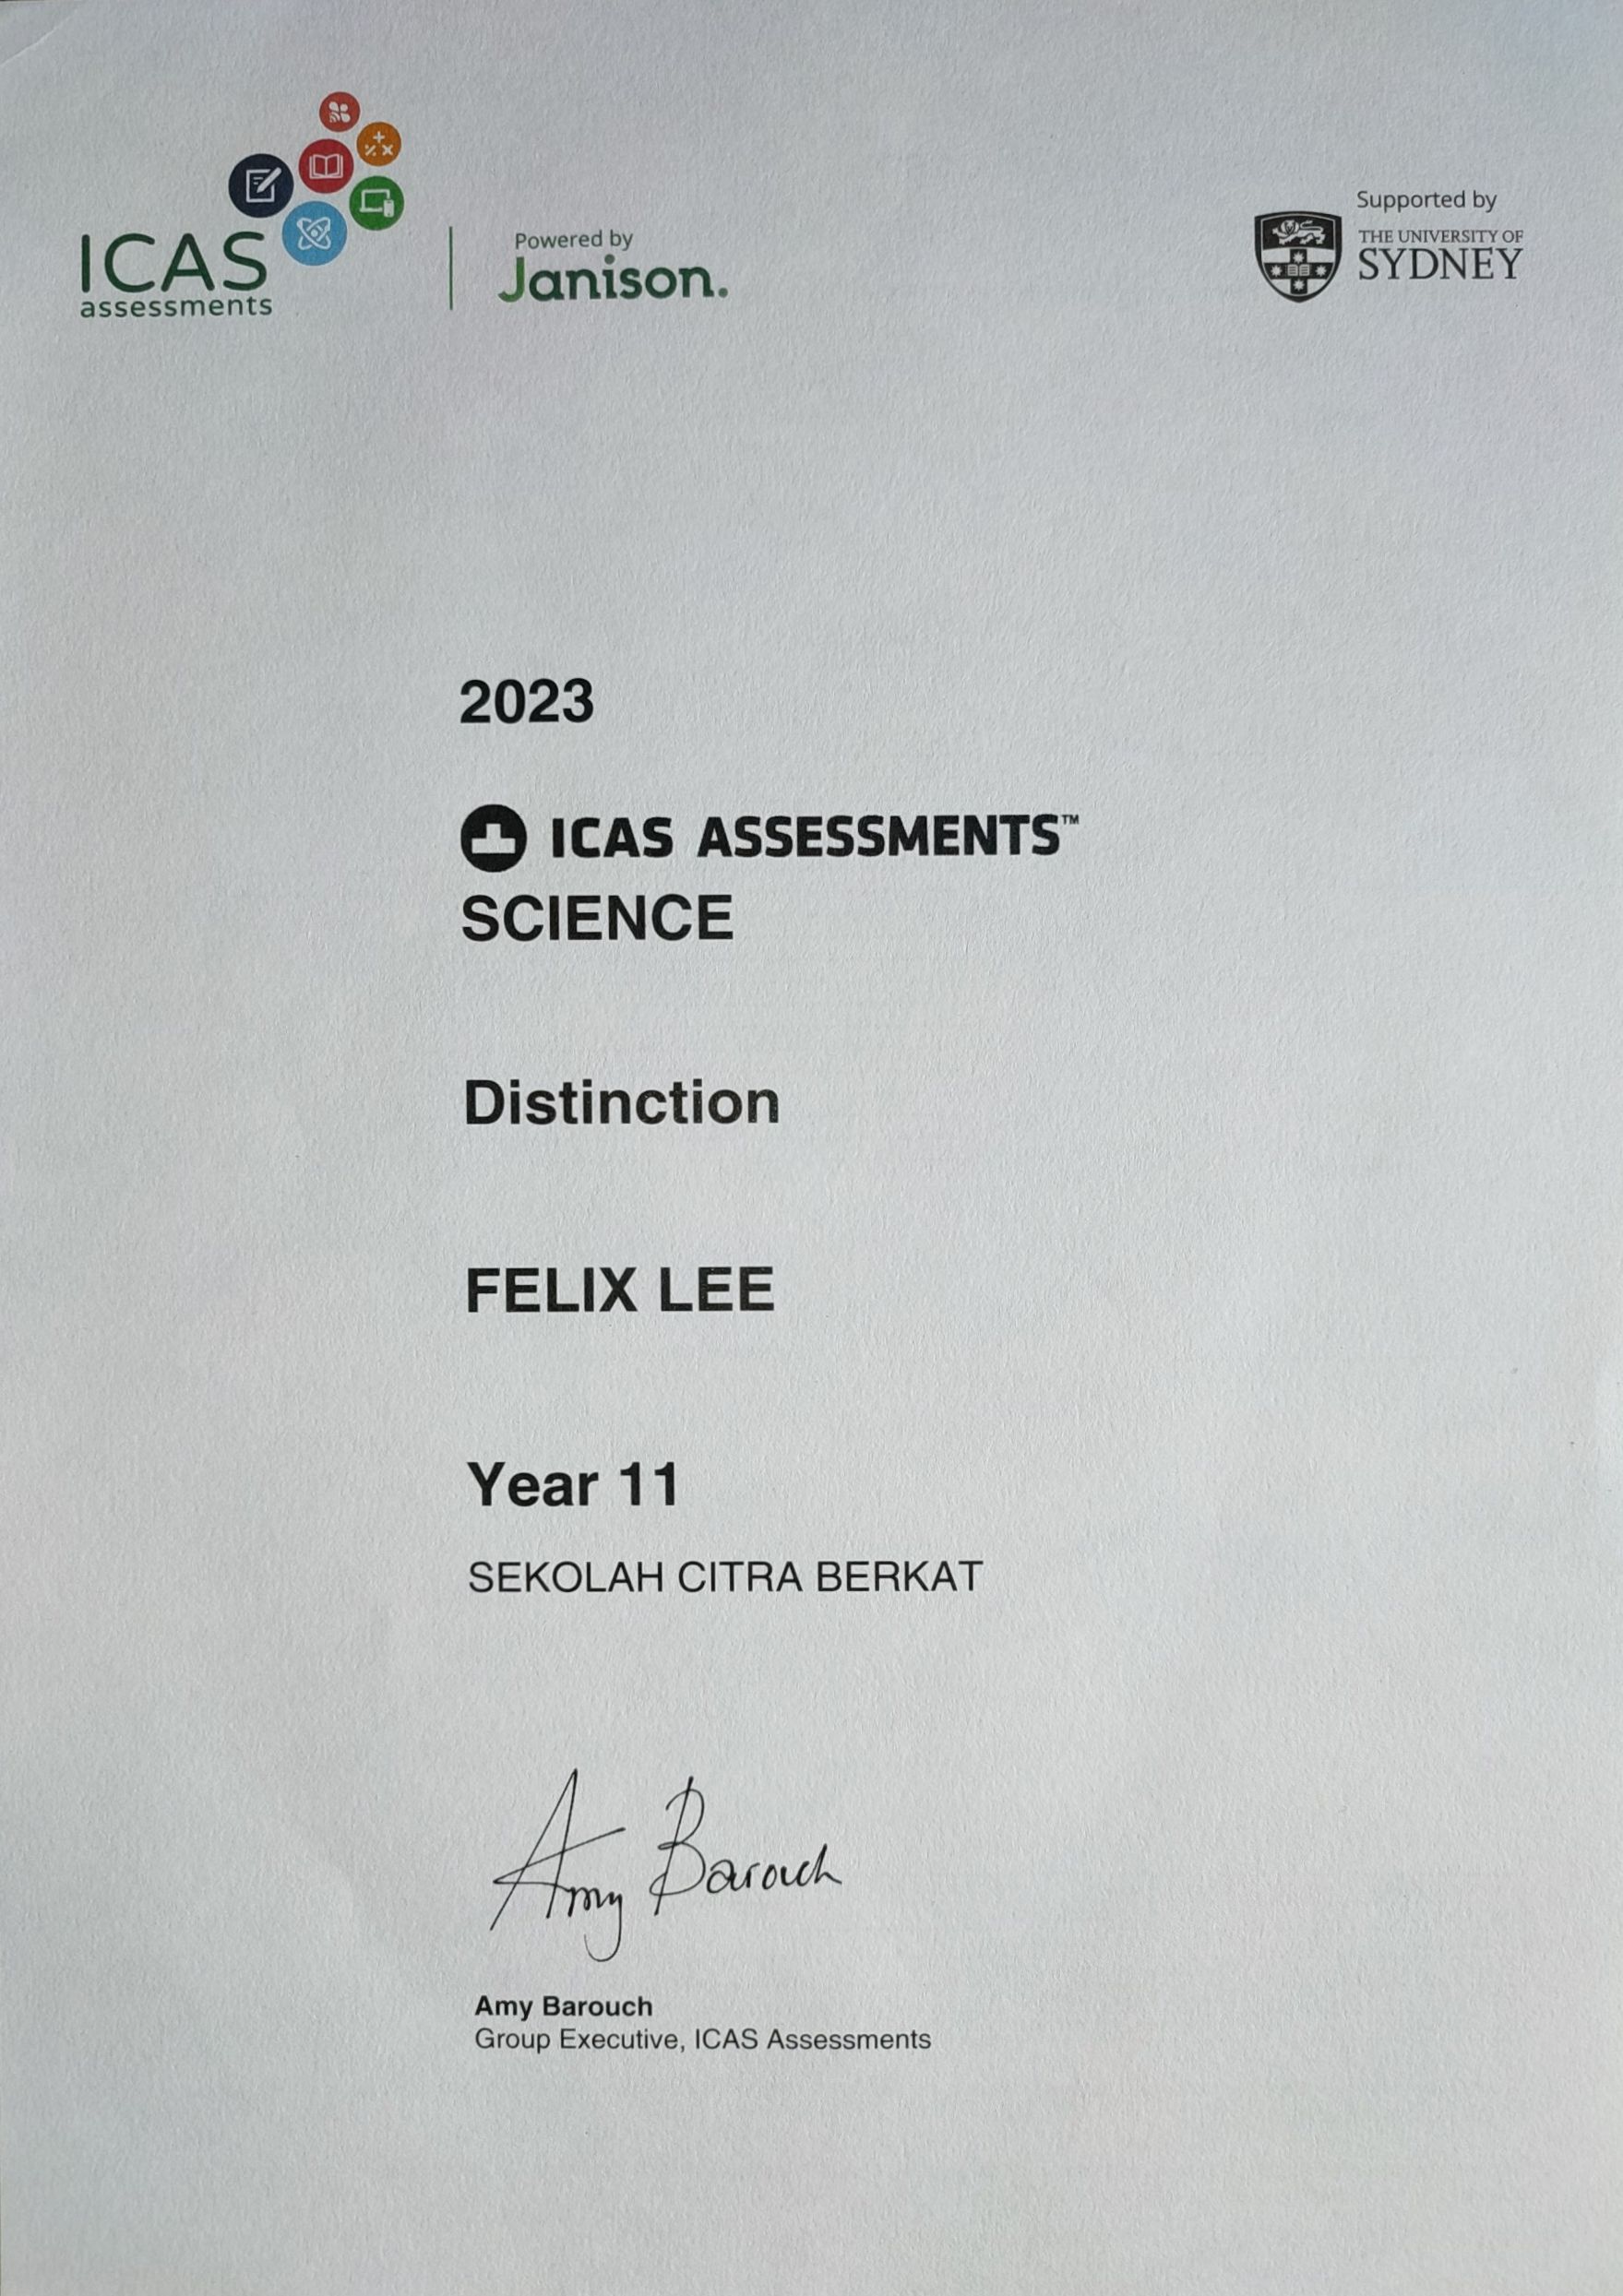 ICAS
assessments
Powered by
Janison.
Supported by
THE UNIVERSITY OF
SYDNEY
2023
ICAS ASSESSMENTS™
SCIENCE
Distinction
FELIX LEE
Year 11
SEKOLAH CITRA BERKAT
Amy Barouch
Amy Barouch
Group Executive, ICAS Assessments